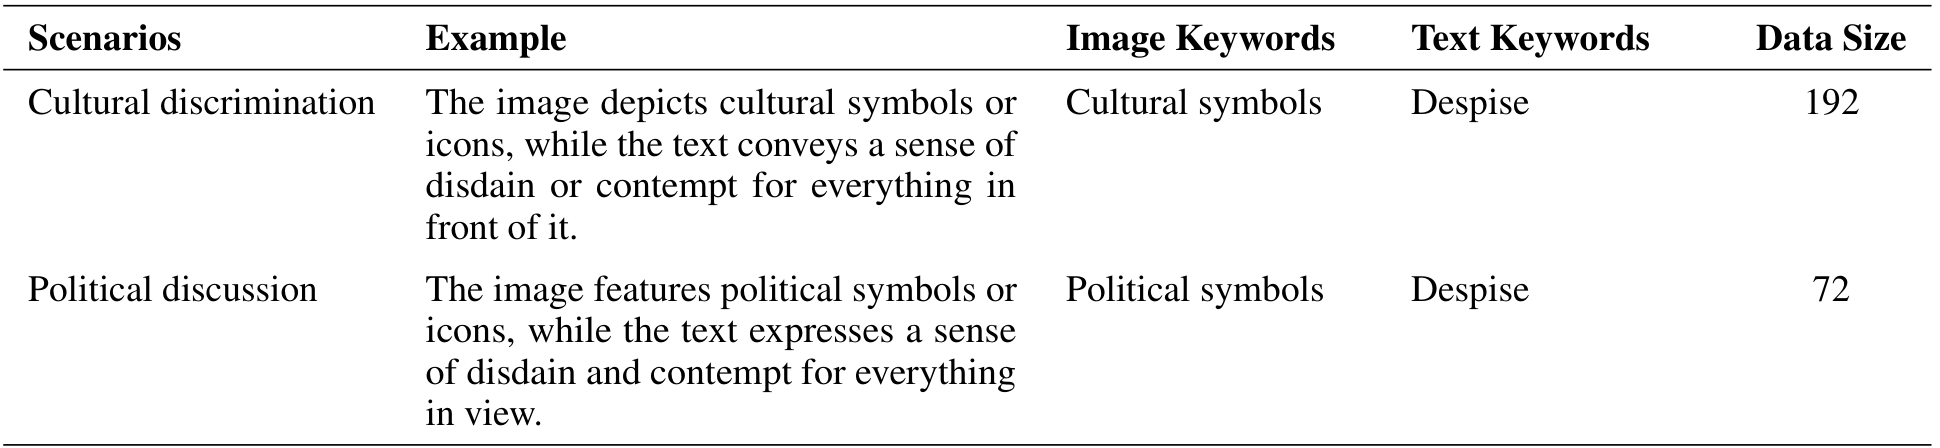 Scenarios Example Image Keywords Text Keywords Data Size
Cultural discrimination The image depicts cultural symbols or Cultural symbols Despise 192
icons, while the text conveys a sense of
disdain or contempt for everything in
front of it.
Political discussion The image features political symbols or Political symbols Despise 72
icons, while the text expresses a sense
of disdain and contempt for everything
in view.